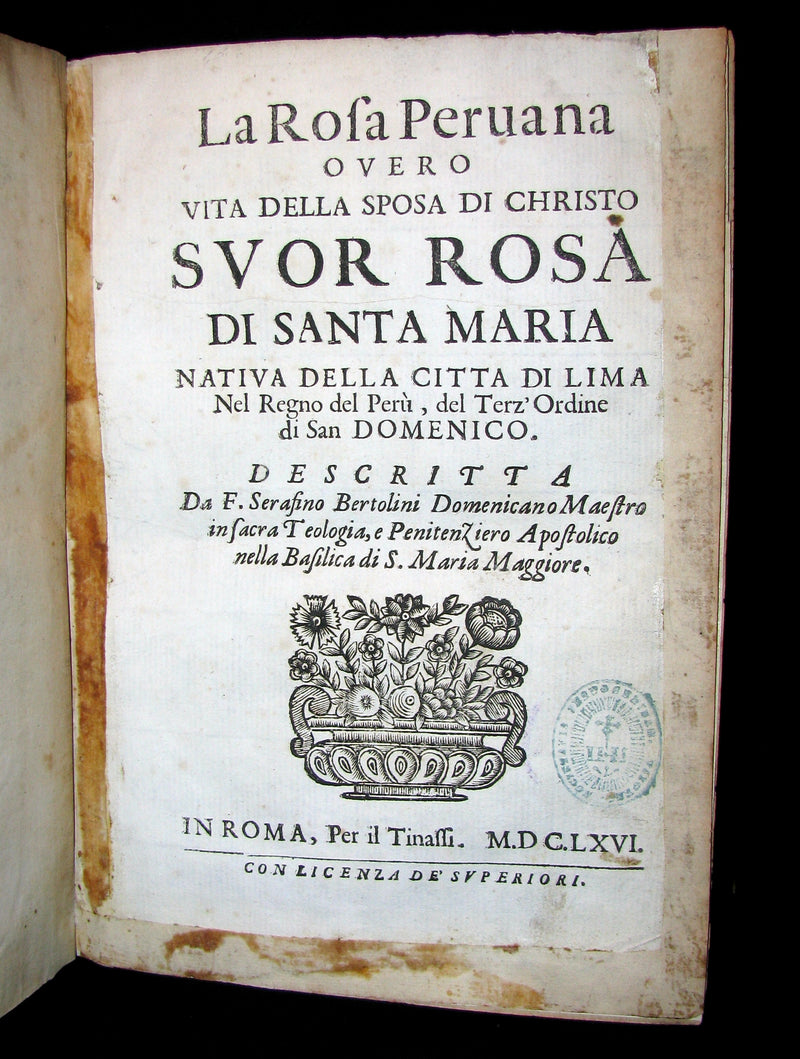 La Roſa Peruana
OVERO
VITA DELLA SPOSA DI CHRISTO
SVOR ROSA
DI SANTA MARIA
NATIVA DELLA CITTA DI LIMA
Nel Regno del Perù, del Terz'Ordine
di San DOMENICO.
DESCRITTA
Da F. Serafino Bertolini Domenicano Maeſtro
in ſacra Teologia, e Penitenziero Apoſtolico
nella Baſilica di S. Maria Maggiore.
IN ROMA, Per il Tinaſſi. M.DC.LXVI.
CON LICENZA DE' SVPERIORI.